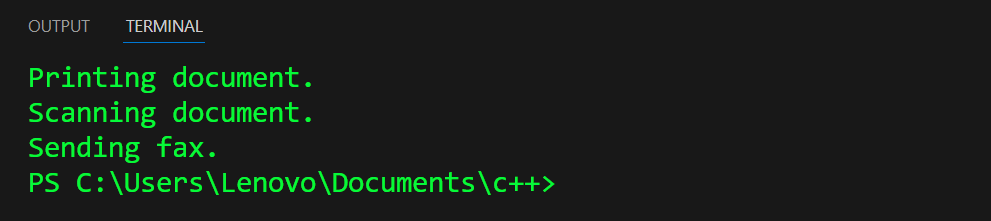 OUTPUT TERMINAL
Printing document.
Scanning document.
Sending fax.
PS C:\Users\Lenovo\Documents\c++>